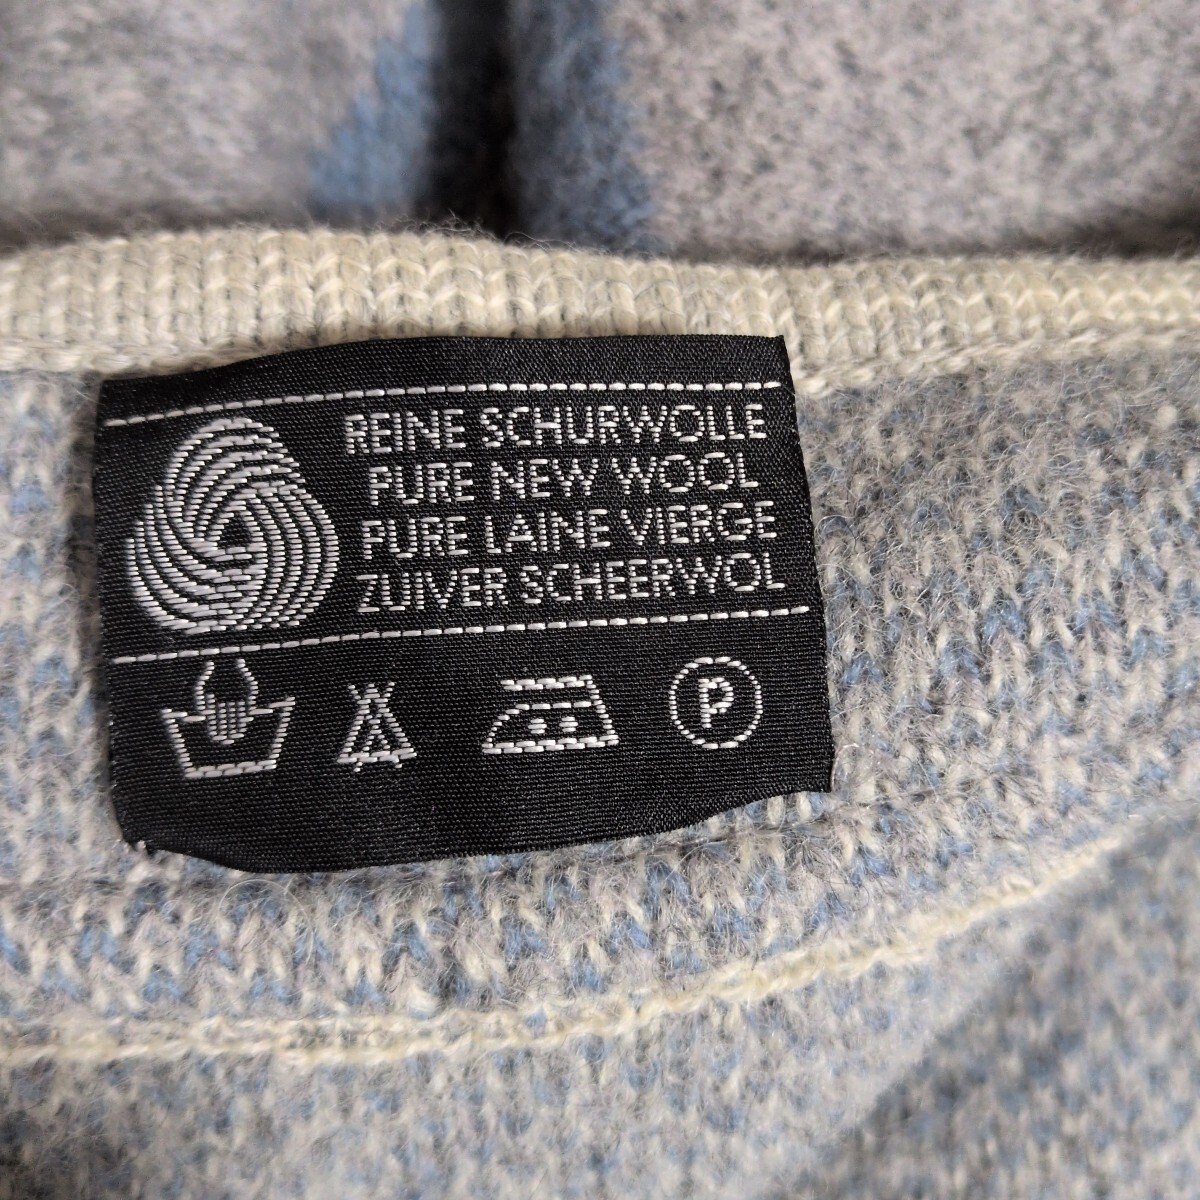 REINE SCHURWOLLE
PURE NEW WOOL
PURE LAINE VIERGE
ZUIVER SCHEERWOL
P